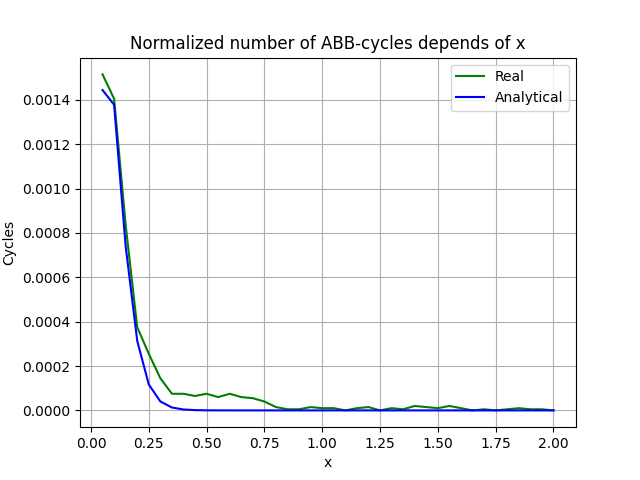 Normalized number of ABB-cycles depends of x
Real
Analytical
0.0014
0.0012
0.0010
0.0008
0.0006
0.0004
0.0002
0.0000
Cycles
0.00 0.25 0.50 0.75 1.00 1.25 1.50 1.75 2.00
x